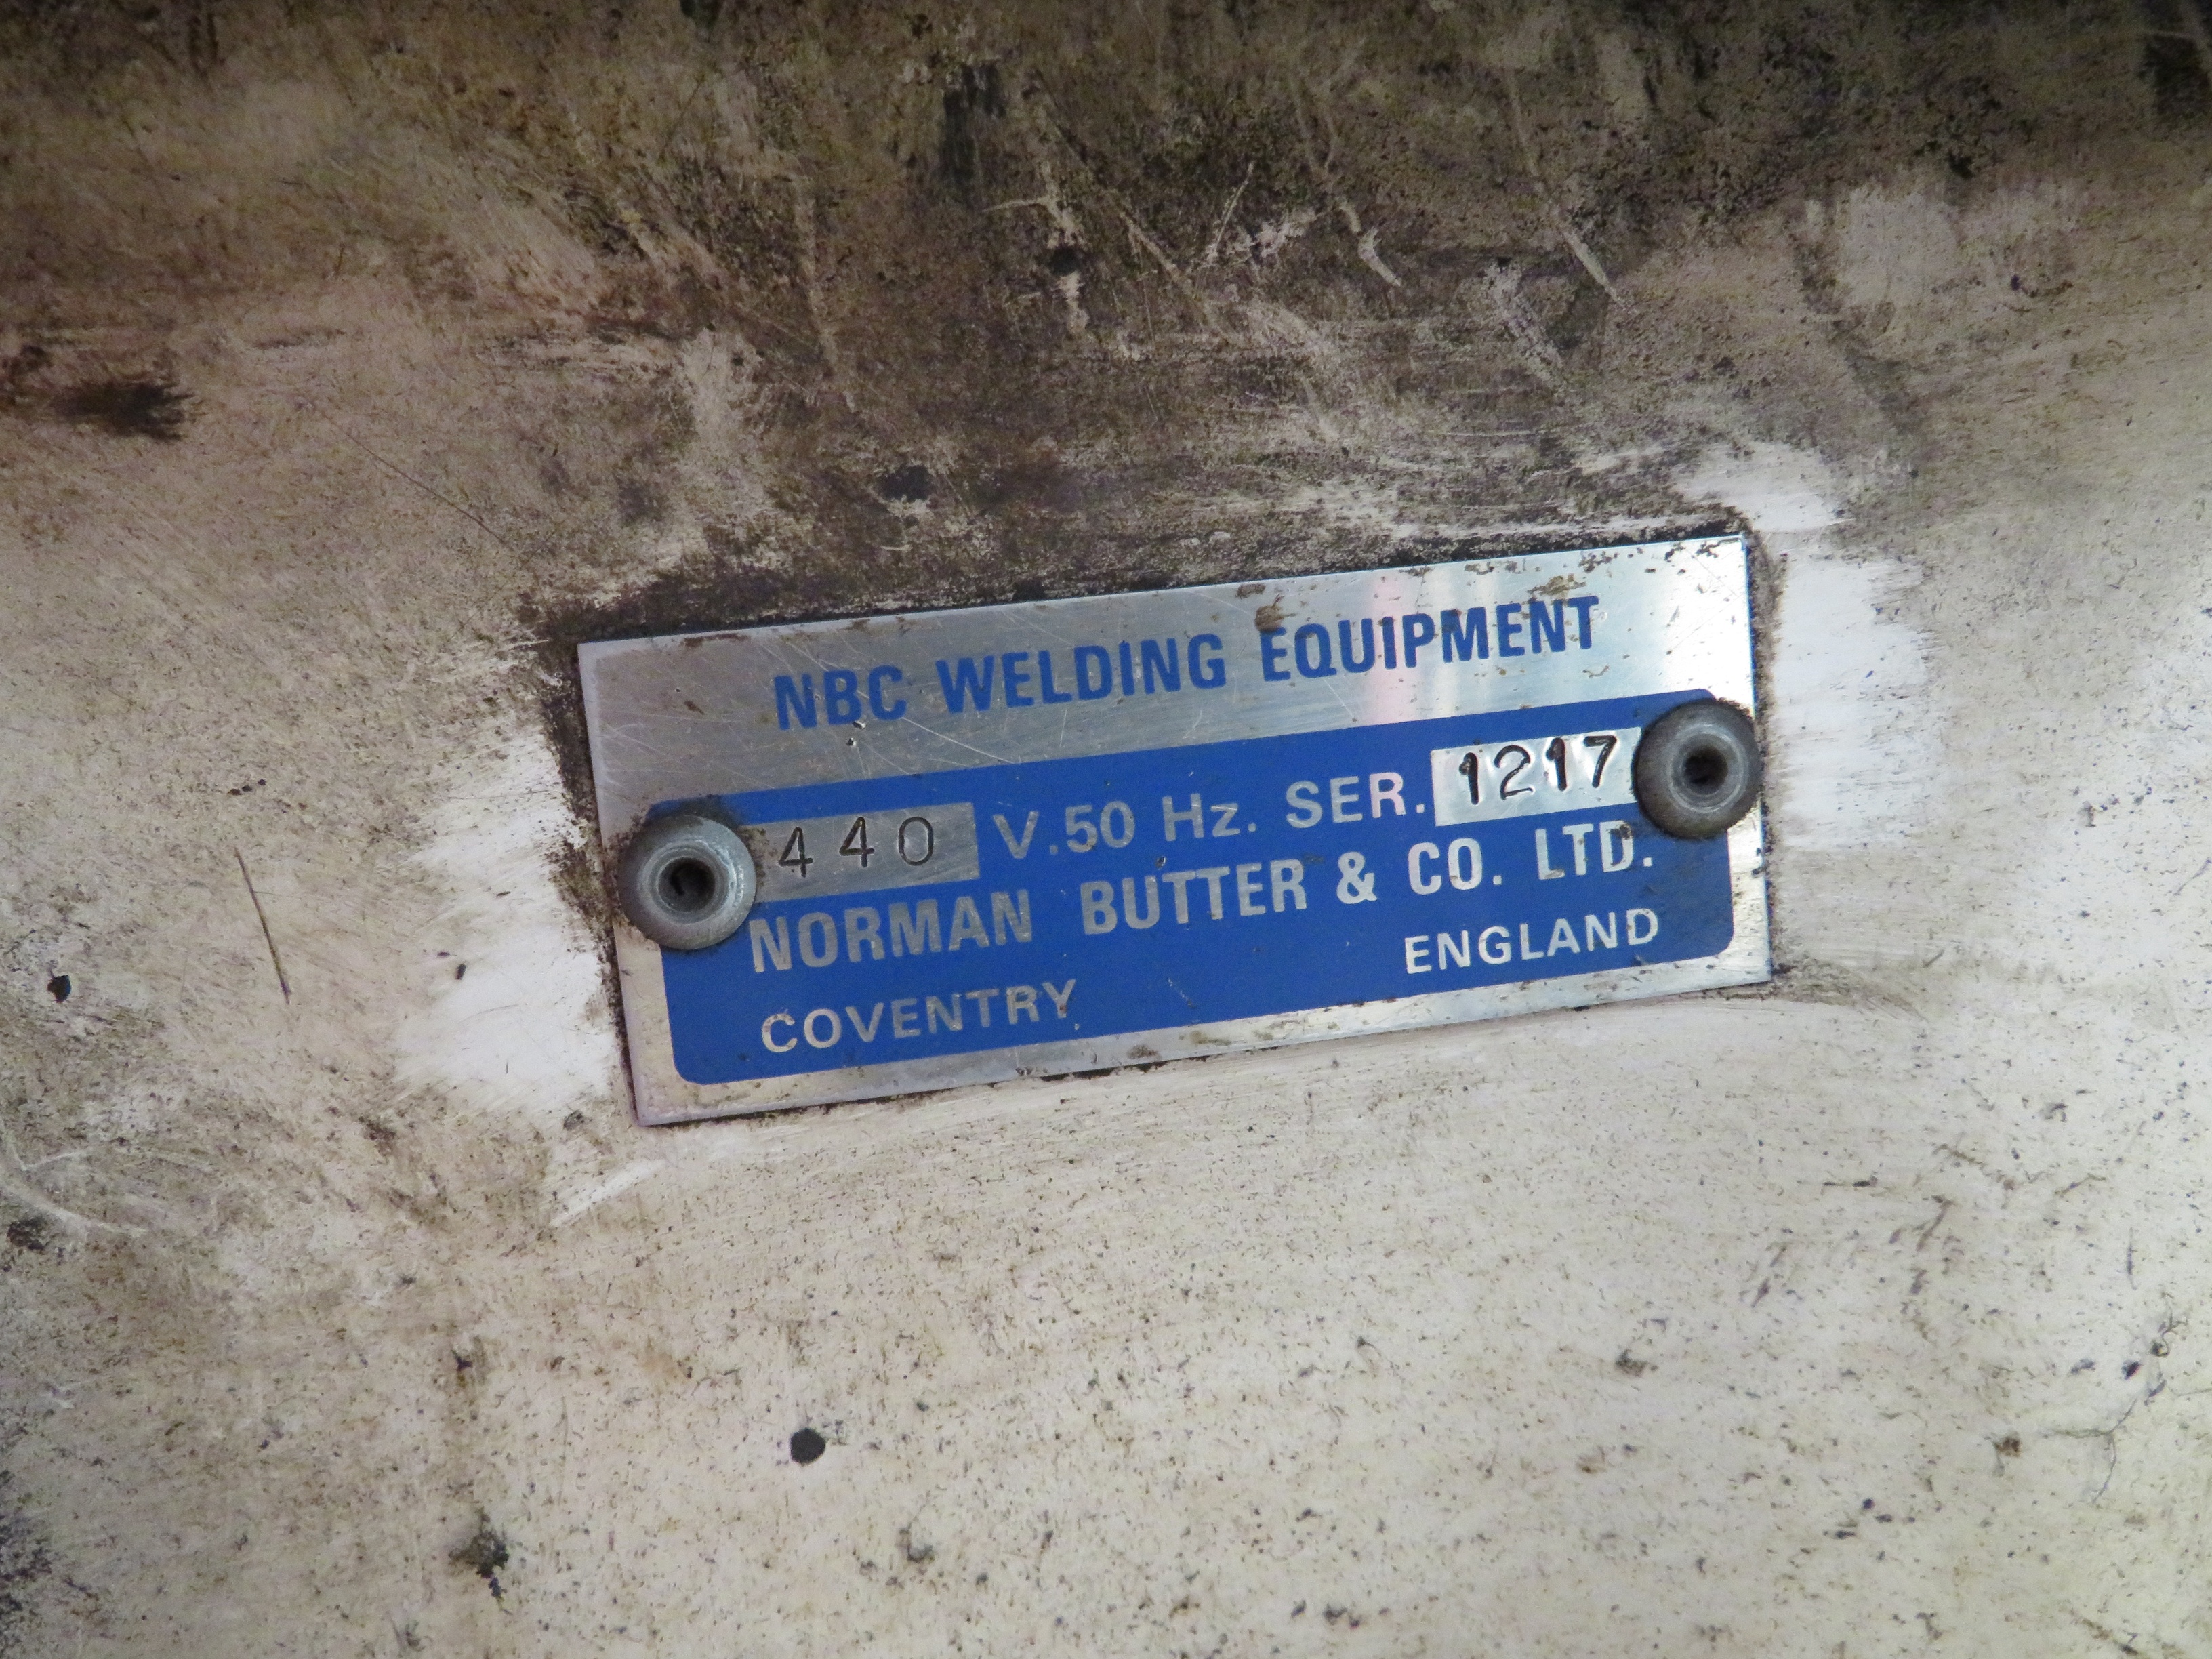 NBC WELDING EQUIPMENT
440 V.50 Hz. SER. 1217
NORMAN BUTTER & CO. LTD.
COVENTRY ENGLAND